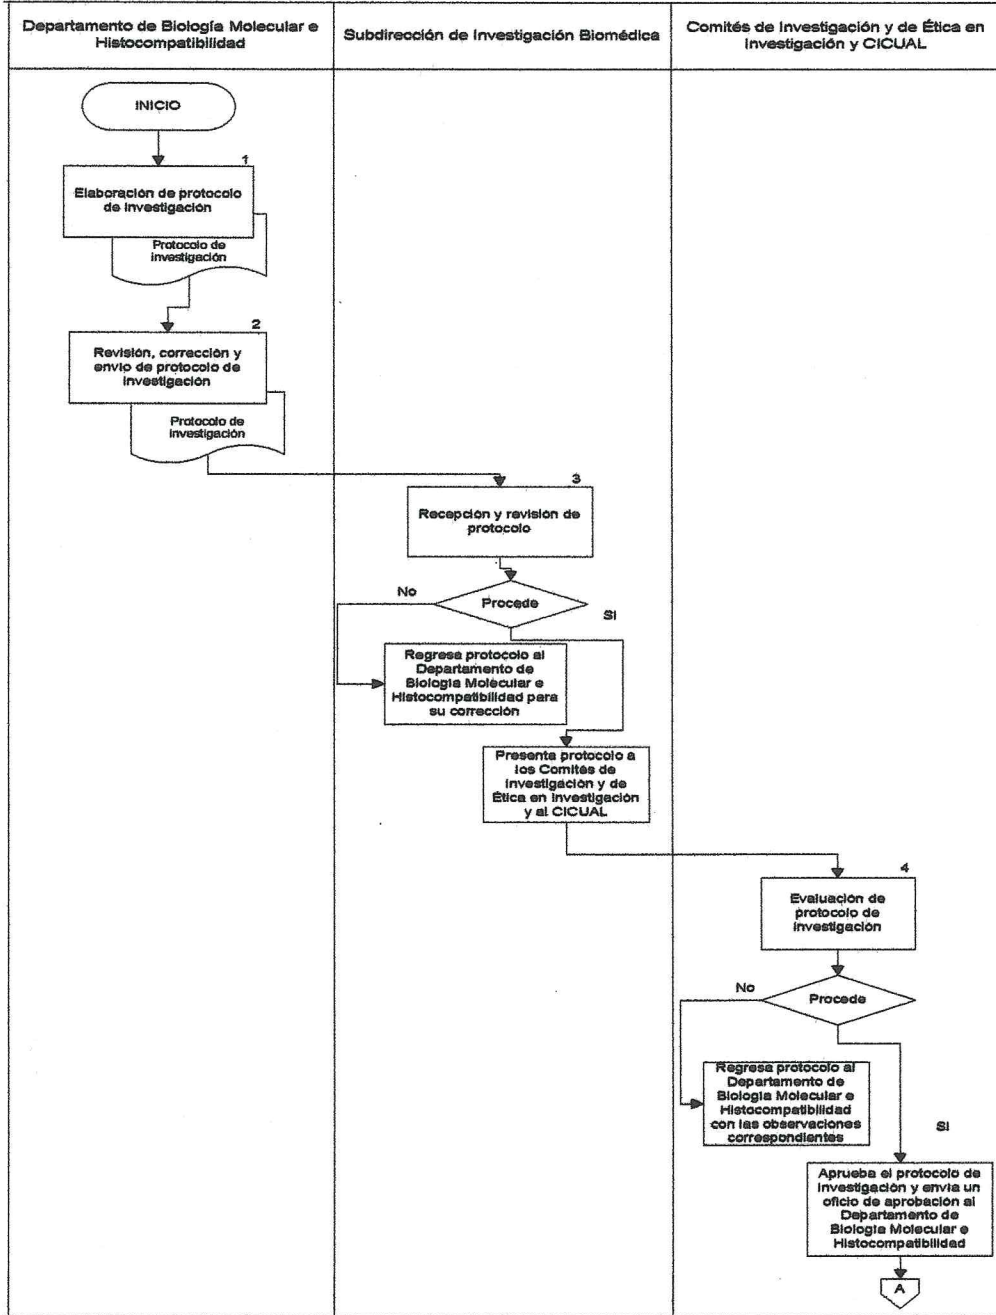 Departamento de Biología Molecular e
Histocompatibilidad
Subdirección de Investigación Biomédica
Comités de Investigación y de Ética en
Investigación y CICUAL
INICIO
1
Elaboración de protocolo
de investigación
Protocolo de
investigación
2
Revisión, corrección y
envío de protocolo de
investigación
Protocolo de
investigación
3
Recepción y revisión de
protocolo
No
Procede
Si
Regresa protocolo al
Departamento de
Biología Molecular e
Histocompatibilidad para
su corrección
Presenta protocolo a
los Comités de
Investigación y de
Ética en Investigación
y al CICUAL
4
Evaluación de
protocolo de
investigación
No
Procede
Regresa protocolo al
Departamento de
Biología Molecular e
Histocompatibilidad
con las observaciones
correspondientes
Si
Aprueba el protocolo de
investigación y envía un
oficio de aprobación al
Departamento de
Biología Molecular e
Histocompatibilidad
A